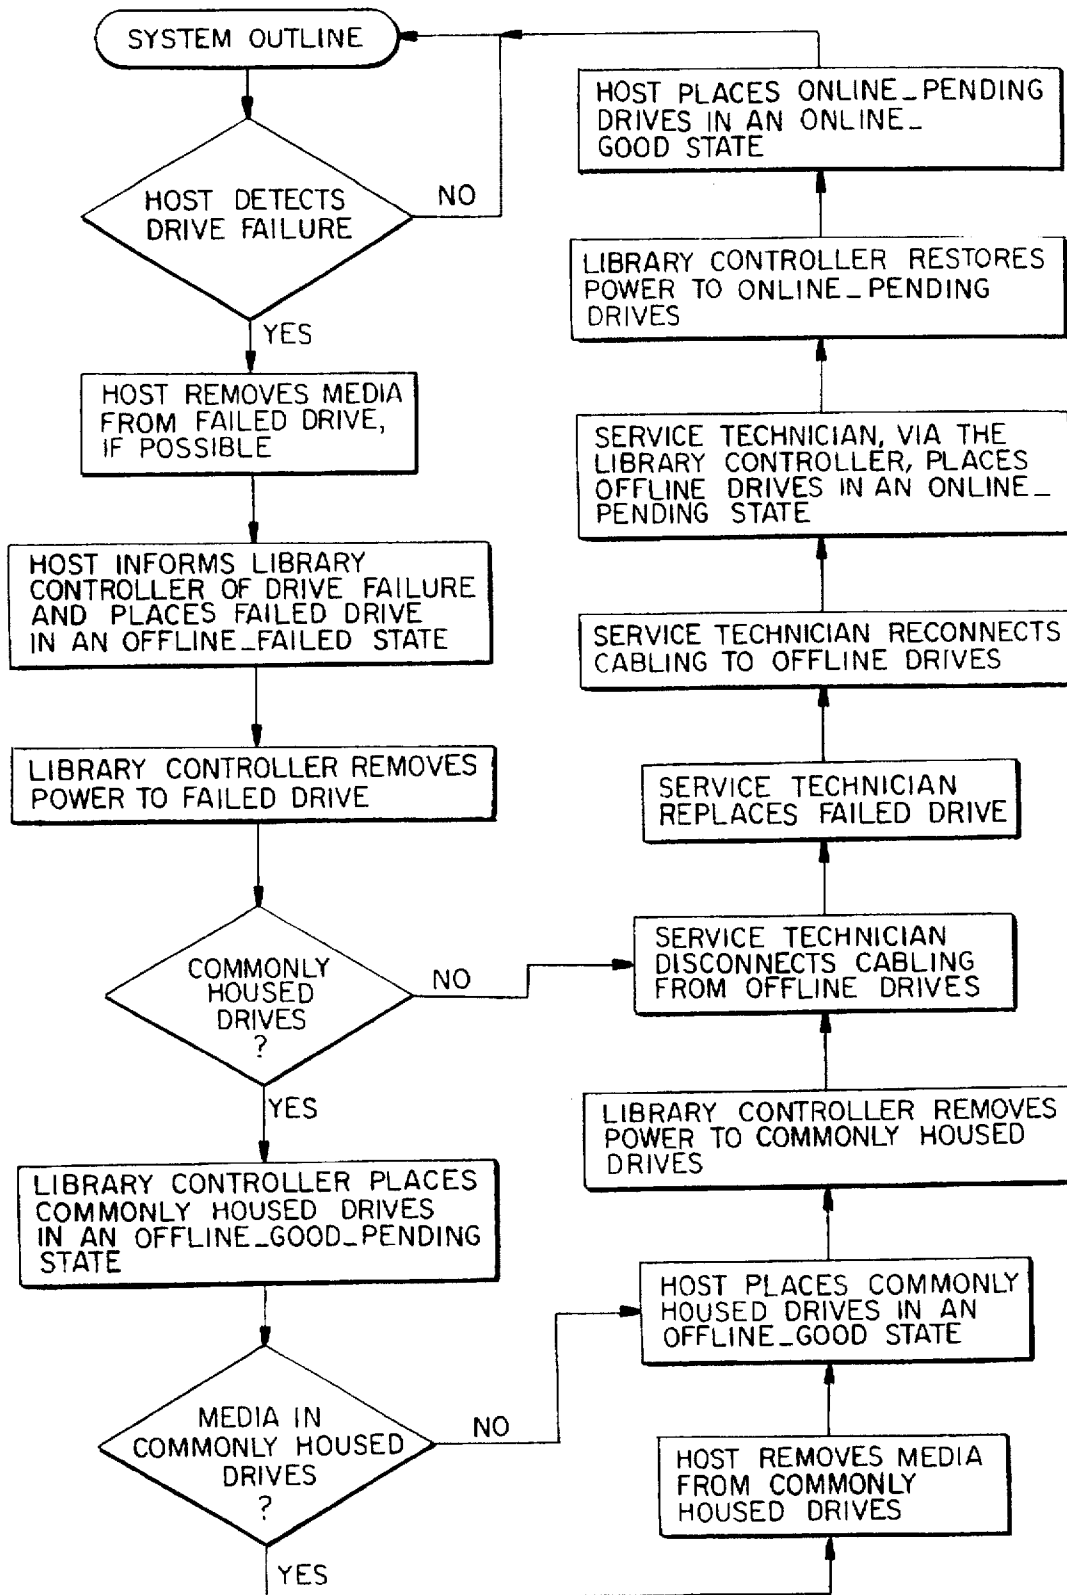 SYSTEM OUTLINE
HOST DETECTS
DRIVE FAILURE
NO
YES
HOST REMOVES MEDIA
FROM FAILED DRIVE,
IF POSSIBLE
HOST INFORMS LIBRARY
CONTROLLER OF DRIVE FAILURE
AND PLACES FAILED DRIVE
IN AN OFFLINE_FAILED STATE
LIBRARY CONTROLLER REMOVES
POWER TO FAILED DRIVE
COMMONLY
HOUSED
DRIVES
?
NO
YES
LIBRARY CONTROLLER PLACES
COMMONLY HOUSED DRIVES
IN AN OFFLINE_GOOD_PENDING
STATE
MEDIA IN
COMMONLY HOUSED
DRIVES
?
NO
YES
HOST REMOVES MEDIA
FROM COMMONLY
HOUSED DRIVES
HOST PLACES COMMONLY
HOUSED DRIVES IN AN
OFFLINE_GOOD STATE
LIBRARY CONTROLLER REMOVES
POWER TO COMMONLY HOUSED
DRIVES
SERVICE TECHNICIAN
DISCONNECTS CABLING
FROM OFFLINE DRIVES
SERVICE TECHNICIAN
REPLACES FAILED DRIVE
SERVICE TECHNICIAN RECONNECTS
CABLING TO OFFLINE DRIVES
SERVICE TECHNICIAN, VIA THE
LIBRARY CONTROLLER, PLACES
OFFLINE DRIVES IN AN ONLINE_
PENDING STATE
LIBRARY CONTROLLER RESTORES
POWER TO ONLINE_PENDING
DRIVES
HOST PLACES ONLINE_PENDING
DRIVES IN AN ONLINE_
GOOD STATE